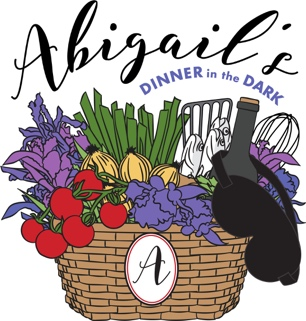 Abigail's
DINNER in the DARK
A